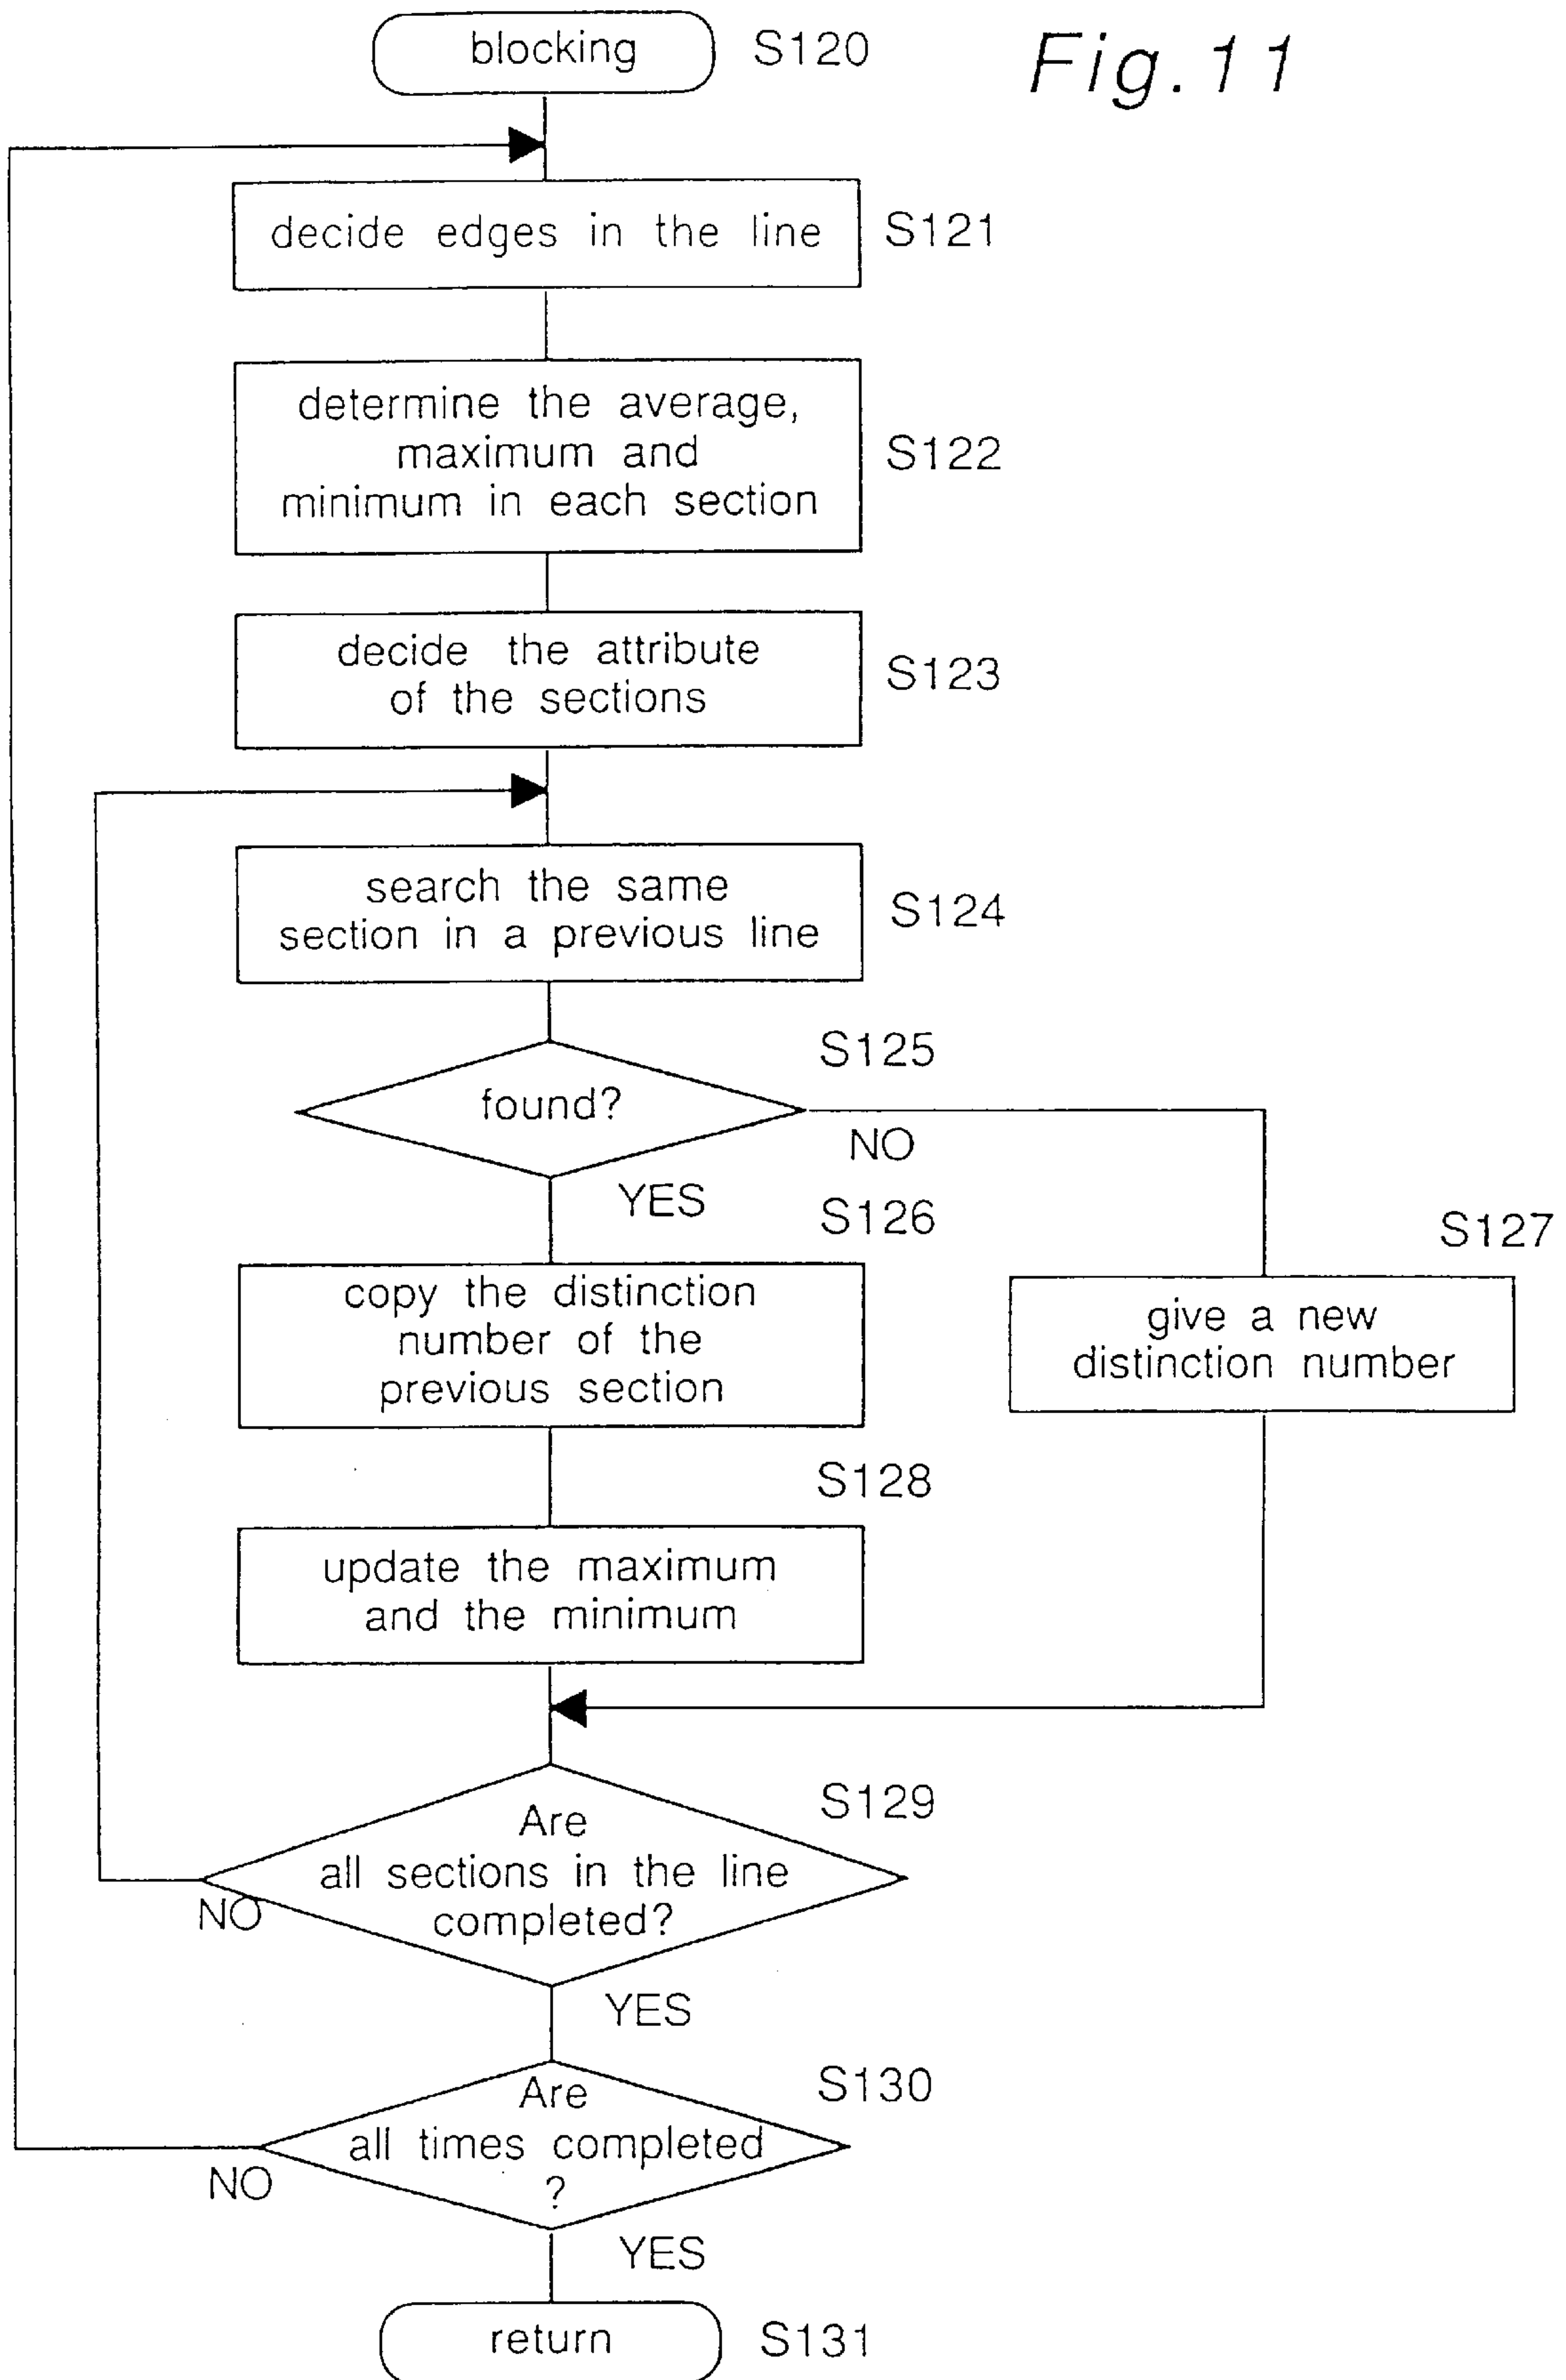 blocking
S120
Fig.11
decide edges in the line
S121
determine the average,
maximum and
minimum in each section
S122
decide the attribute
of the sections
S123
search the same
section in a previous line
S124
S125
found?
NO
YES
S126
S127
copy the distinction
number of the
previous section
give a new
distinction number
S128
update the maximum
and the minimum
S129
Are
all sections in the line
completed?
NO
YES
S130
Are
all times completed
?
NO
YES
return
S131